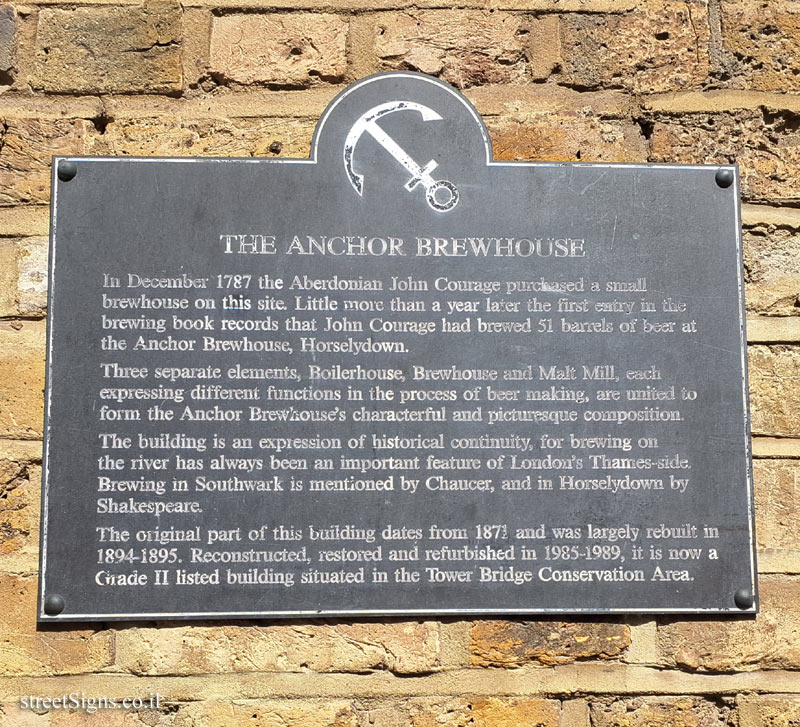 THE ANCHOR BREWHOUSE
In December 1787 the Aberdonian John Courage purchased a small
brewhouse on this site. Little more than a year later the first entry in the
brewing book records that John Courage had brewed 51 barrels of beer at
the Anchor Brewhouse, Horselydown.
Three separate elements, Boilerhouse, Brewhouse and Malt Mill, each
expressing different functions in the process of beer making, are united to
form the Anchor Brewhouse's characterful and picturesque composition.
The building is an expression of historical continuity, for brewing on
the river has always been an important feature of London's Thames-side.
Brewing in Southwark is mentioned by Chaucer, and in Horselydown by
Shakespeare.
The original part of this building dates from and was largely rebuilt in
1894-1895. Reconstructed, restored and refurbished in 1985-1989, it is now a
Grade II listed building situated in the Tower Bridge Conservation Area.
streetSigns.co.il